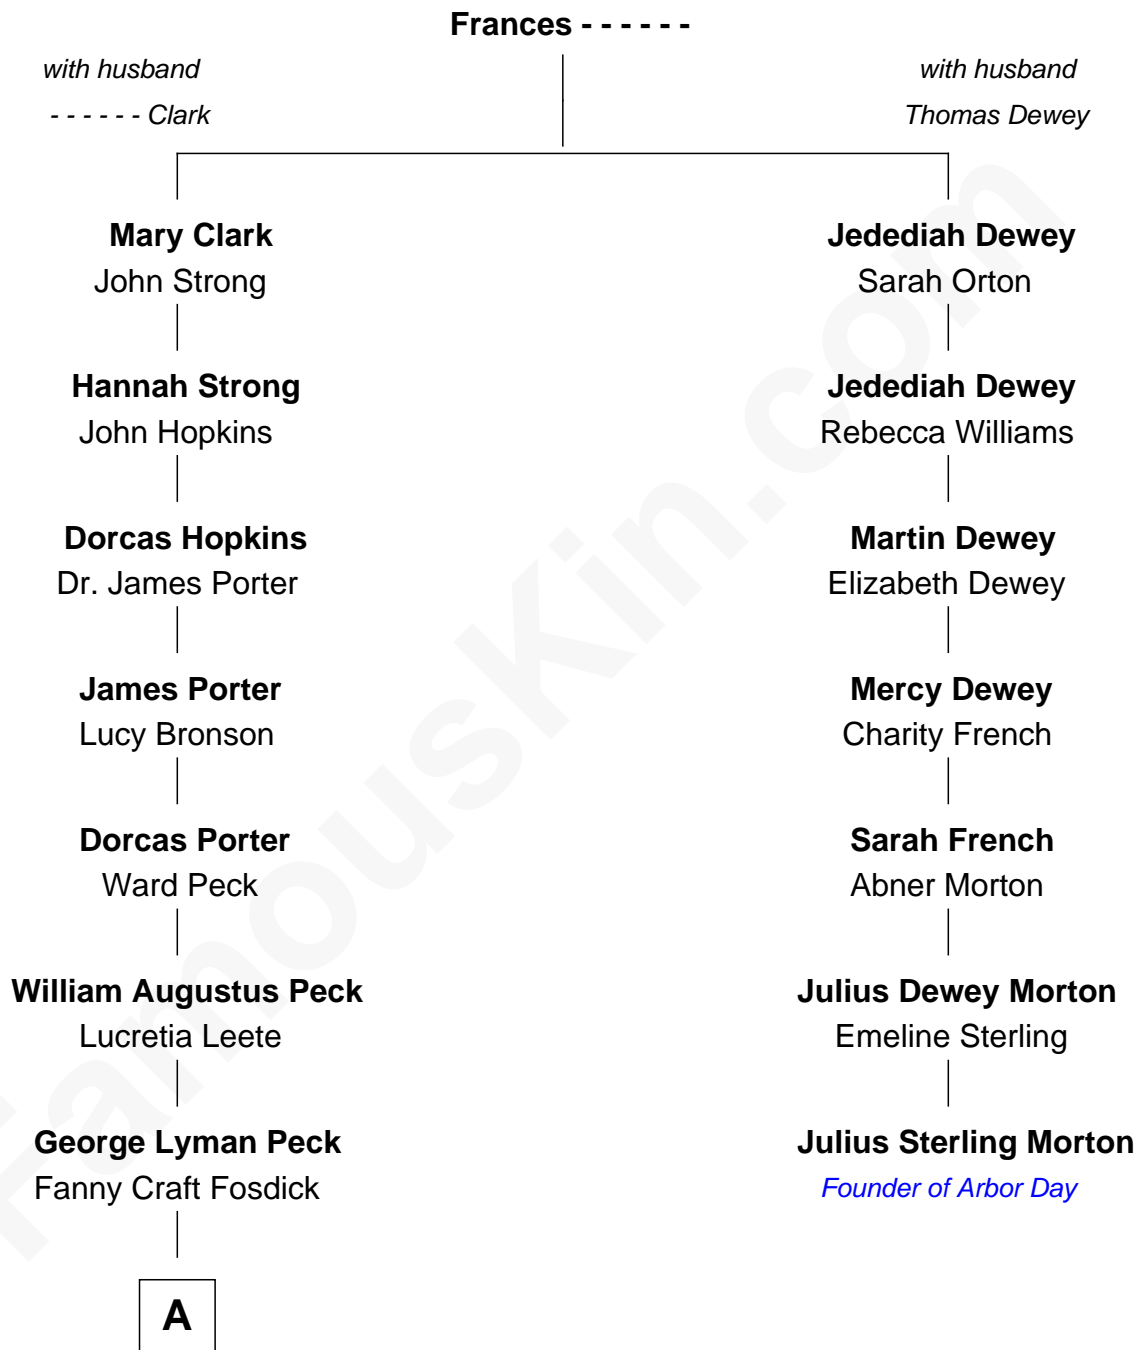 Frances - - - - - -
with husband
- - - - - - Clark
with husband
Thomas Dewey
Mary Clark
John Strong
Hannah Strong
John Hopkins
Dorcas Hopkins
Dr. James Porter
James Porter
Lucy Bronson
Dorcas Porter
Ward Peck
William Augustus Peck
Lucretia Leete
George Lyman Peck
Fanny Craft Fosdick
A
Jedediah Dewey
Sarah Orton
Jedediah Dewey
Rebecca Williams
Martin Dewey
Elizabeth Dewey
Mercy Dewey
Charity French
Sarah French
Abner Morton
Julius Dewey Morton
Emeline Sterling
Julius Sterling Morton
Founder of Arbor Day
FamousKin.com